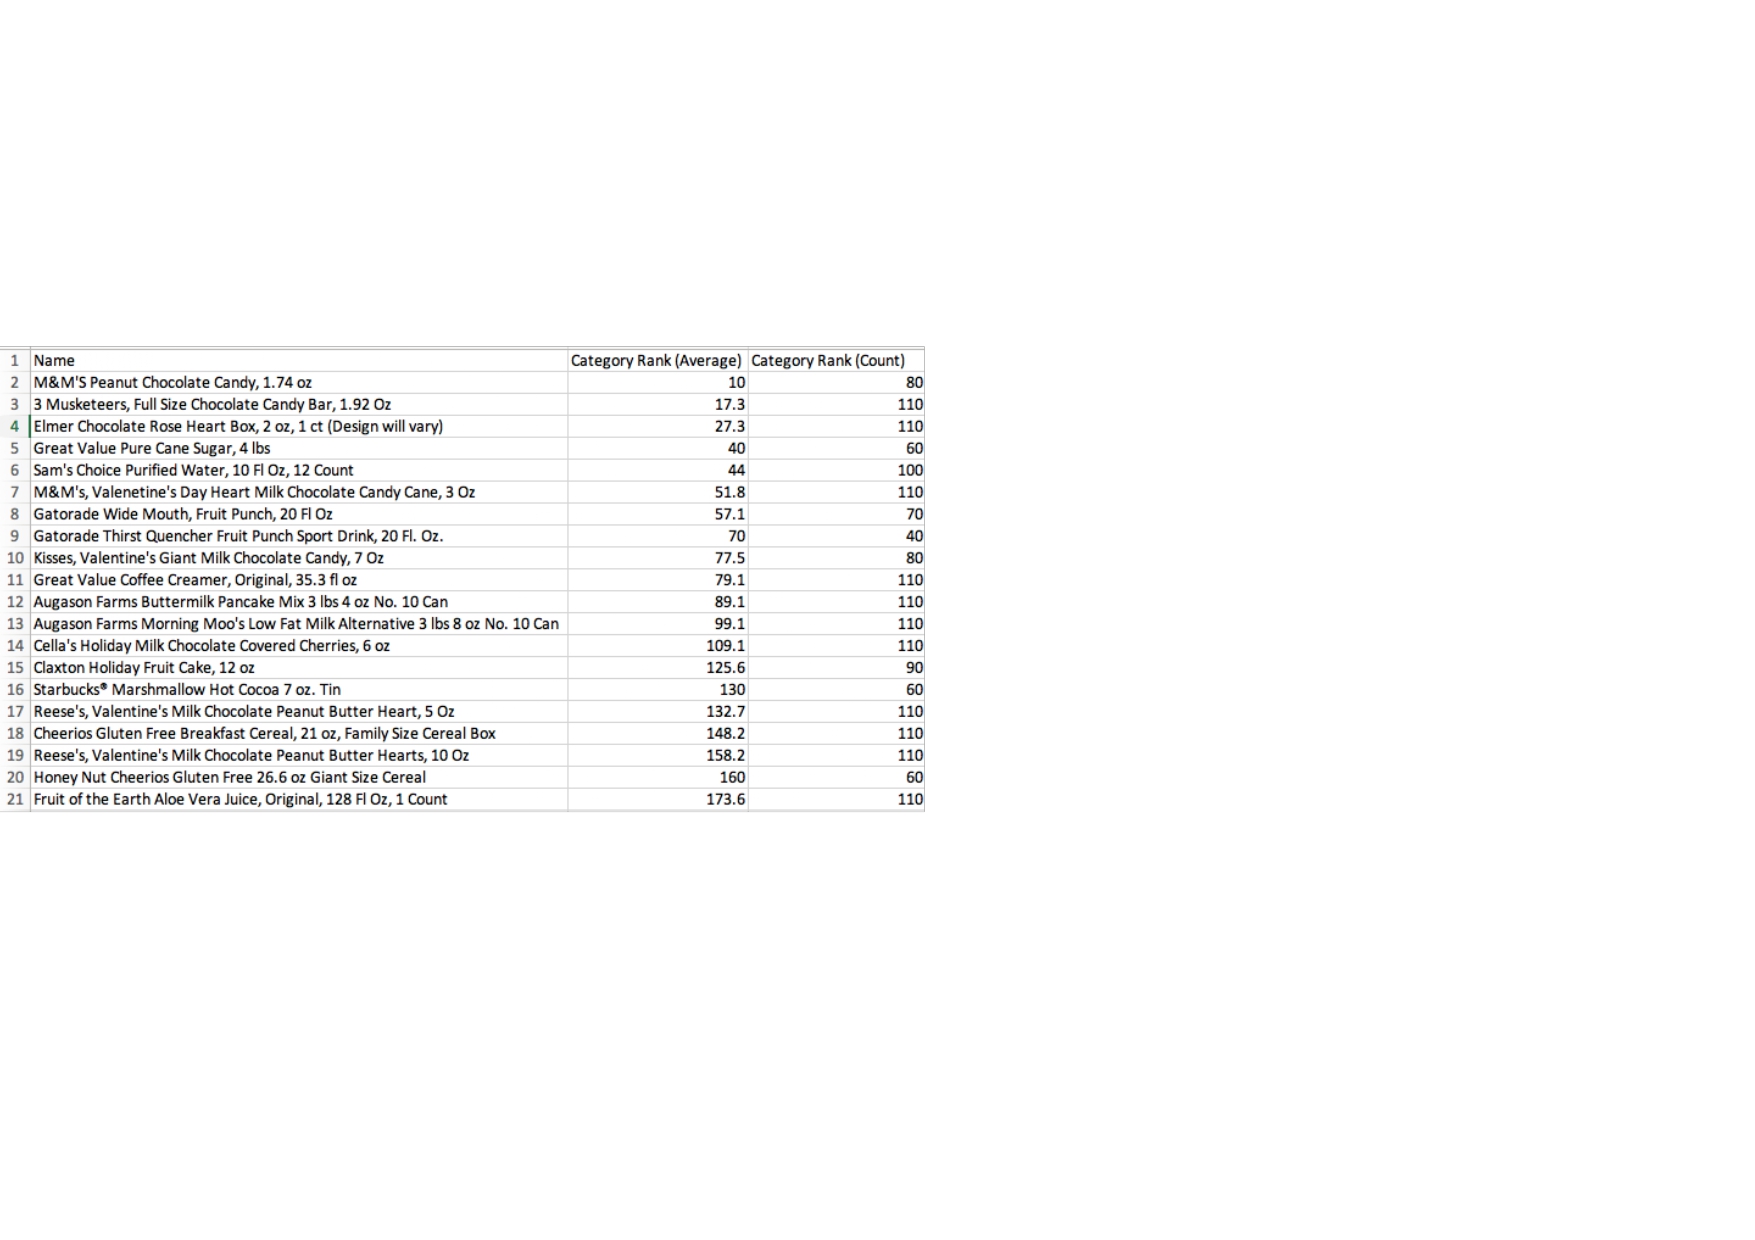 1 Name Category Rank (Average) Category Rank (Count)
2 M&M'S Peanut Chocolate Candy, 1.74 oz 10 80
3 3 Musketeers, Full Size Chocolate Candy Bar, 1.92 Oz 17.3 110
4 Elmer Chocolate Rose Heart Box, 2 oz, 1 ct (Design will vary) 27.3 110
5 Great Value Pure Cane Sugar, 4 lbs 40 60
6 Sam's Choice Purified Water, 10 Fl Oz, 12 Count 44 100
7 M&M's, Valenetine's Day Heart Milk Chocolate Candy Cane, 3 Oz 51.8 110
8 Gatorade Wide Mouth, Fruit Punch, 20 Fl Oz 57.1 70
9 Gatorade Thirst Quencher Fruit Punch Sport Drink, 20 Fl. Oz. 70 40
10 Kisses, Valentine's Giant Milk Chocolate Candy, 7 Oz 77.5 80
11 Great Value Coffee Creamer, Original, 35.3 fl oz 79.1 110
12 Augason Farms Buttermilk Pancake Mix 3 lbs 4 oz No. 10 Can 89.1 110
13 Augason Farms Morning Moo's Low Fat Milk Alternative 3 lbs 8 oz No. 10 Can 99.1 110
14 Cella's Holiday Milk Chocolate Covered Cherries, 6 oz 109.1 110
15 Claxton Holiday Fruit Cake, 12 oz 125.6 90
16 Starbucks® Marshmallow Hot Cocoa 7 oz. Tin 130 60
17 Reese's, Valentine's Milk Chocolate Peanut Butter Heart, 5 Oz 132.7 110
18 Cheerios Gluten Free Breakfast Cereal, 21 oz, Family Size Cereal Box 148.2 110
19 Reese's, Valentine's Milk Chocolate Peanut Butter Hearts, 10 Oz 158.2 110
20 Honey Nut Cheerios Gluten Free 26.6 oz Giant Size Cereal 160 60
21 Fruit of the Earth Aloe Vera Juice, Original, 128 Fl Oz, 1 Count 173.6 110